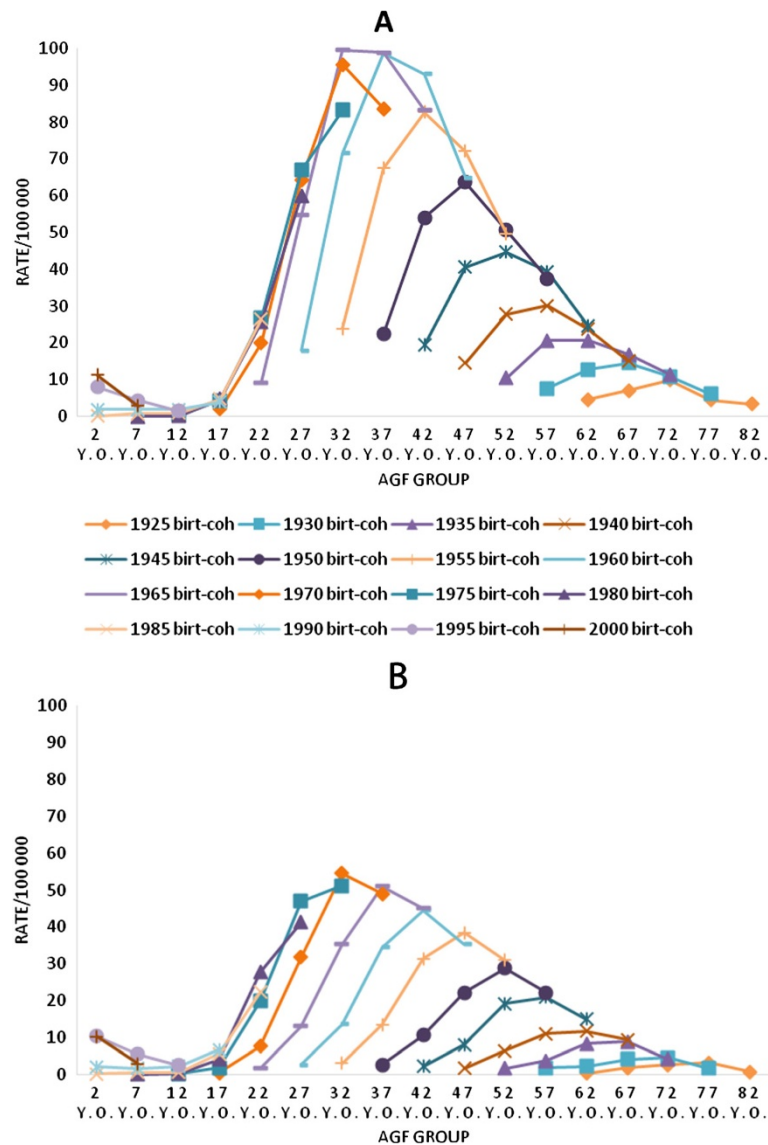 A
100
90
80
70
60
50
40
30
20
10
0
RATE/100 000
2 7 12 17 22 27 32 37 42 47 52 57 62 67 72 77 82
Y.O. Y.O. Y.O. Y.O. Y.O. Y.O. Y.O. Y.O. Y.O. Y.O. Y.O. Y.O. Y.O. Y.O. Y.O. Y.O. Y.O.
AGF GROUP
1925 birt-coh 1930 birt-coh 1935 birt-coh 1940 birt-coh
1945 birt-coh 1950 birt-coh 1955 birt-coh 1960 birt-coh
1965 birt-coh 1970 birt-coh 1975 birt-coh 1980 birt-coh
1985 birt-coh 1990 birt-coh 1995 birt-coh 2000 birt-coh
B
100
90
80
70
60
50
40
30
20
10
0
RATE/100 000
2 7 12 17 22 27 32 37 42 47 52 57 62 67 72 77 82
Y.O. Y.O. Y.O. Y.O. Y.O. Y.O. Y.O. Y.O. Y.O. Y.O. Y.O. Y.O. Y.O. Y.O. Y.O. Y.O. Y.O.
AGF GROUP